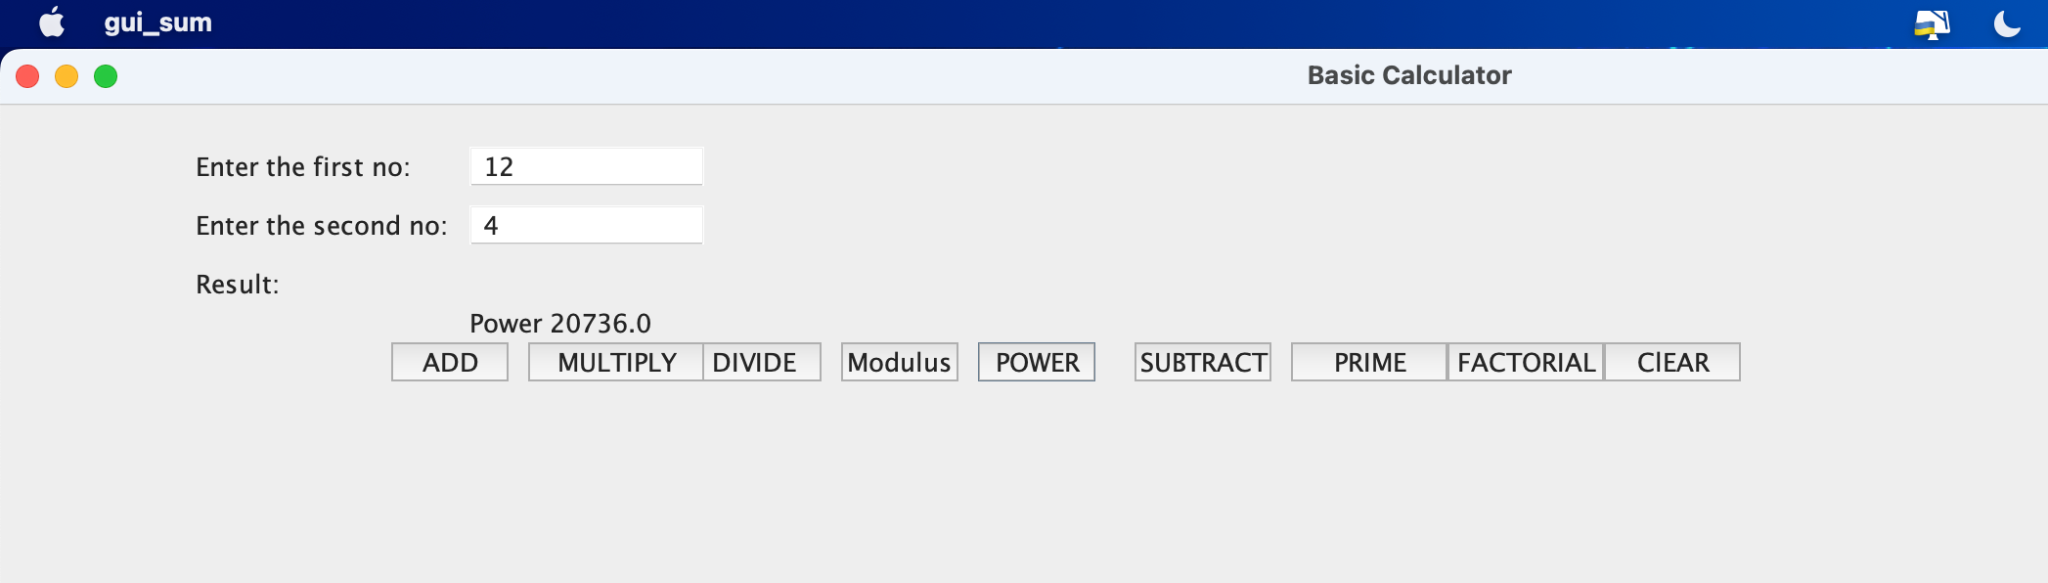 gui_sum
Basic Calculator
Enter the first no: 12
Enter the second no: 4
Result:
Power 20736.0
ADD MULTIPLY DIVIDE Modulus POWER SUBTRACT PRIME FACTORIAL ClEAR